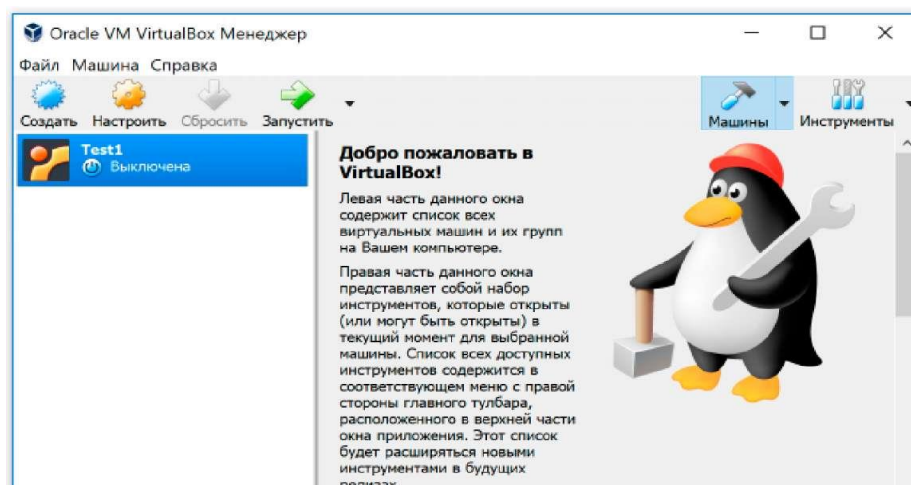 Oracle VM VirtualBox Менеджер
Файл Машина Справка
Создать Настроить Сбросить Запустить Машины Инструменты
Test1
Выключена
Добро пожаловать в
VirtualBox!
Левая часть данного окна
содержит список всех
виртуальных машин и их групп
на Вашем компьютере.
Правая часть данного окна
представляет собой набор
инструментов, которые открыты
(или могут быть открыты) в
текущий момент для выбранной
машины. Список всех доступных
инструментов содержится в
соответствующем меню с правой
стороны главного тулбара,
расположенного в верхней части
окна приложения. Этот список
будет расширяться новыми
инструментами в будущих